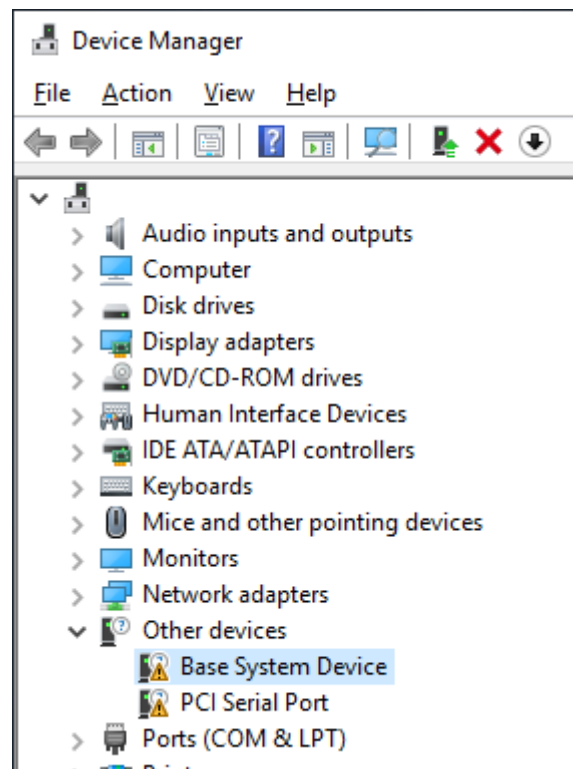 Device Manager
File Action View Help
Audio inputs and outputs
Computer
Disk drives
Display adapters
DVD/CD-ROM drives
Human Interface Devices
IDE ATA/ATAPI controllers
Keyboards
Mice and other pointing devices
Monitors
Network adapters
Other devices
Base System Device
PCI Serial Port
Ports (COM & LPT)